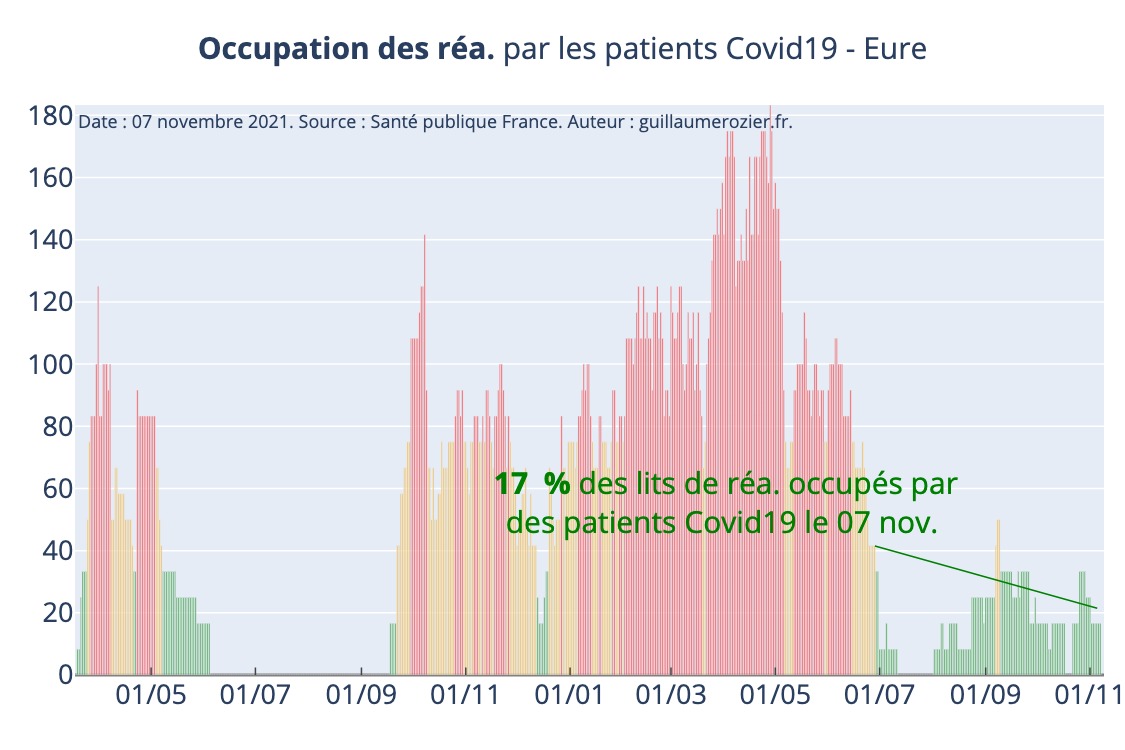 Occupation des réa. par les patients Covid19 - Eure
180
Date : 07 novembre 2021. Source : Santé publique France. Auteur : guillaumerozier.fr.
160
140
120
100
80
60
17 % des lits de réa. occupés par
des patients Covid19 le 07 nov.
40
20
0
01/05 01/07 01/09 01/11 01/01 01/03 01/05 01/07 01/09 01/11